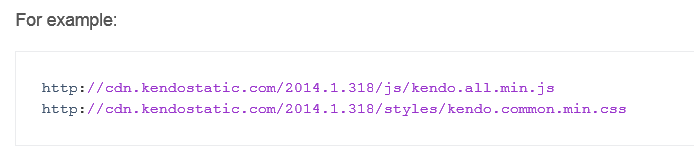 For example:
http://cdn.kendostatic.com/2014.1.318/js/kendo.all.min.js
http://cdn.kendostatic.com/2014.1.318/styles/kendo.common.min.css